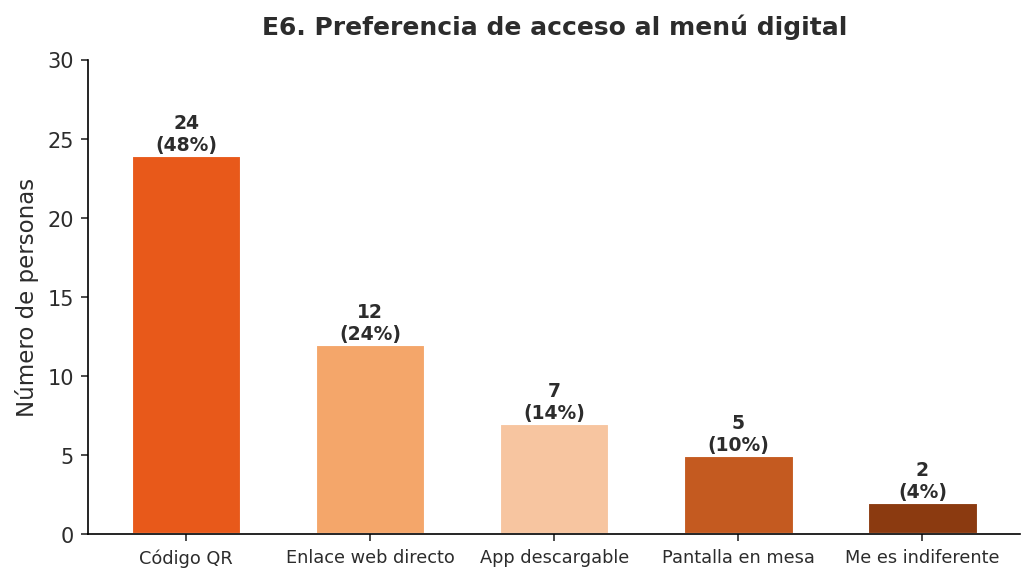 E6. Preferencia de acceso al menú digital
Número de personas
30
25
20
15
10
5
0
24
(48%)
12
(24%)
7
(14%)
5
(10%)
2
(4%)
Código QR
Enlace web directo
App descargable
Pantalla en mesa
Me es indiferente